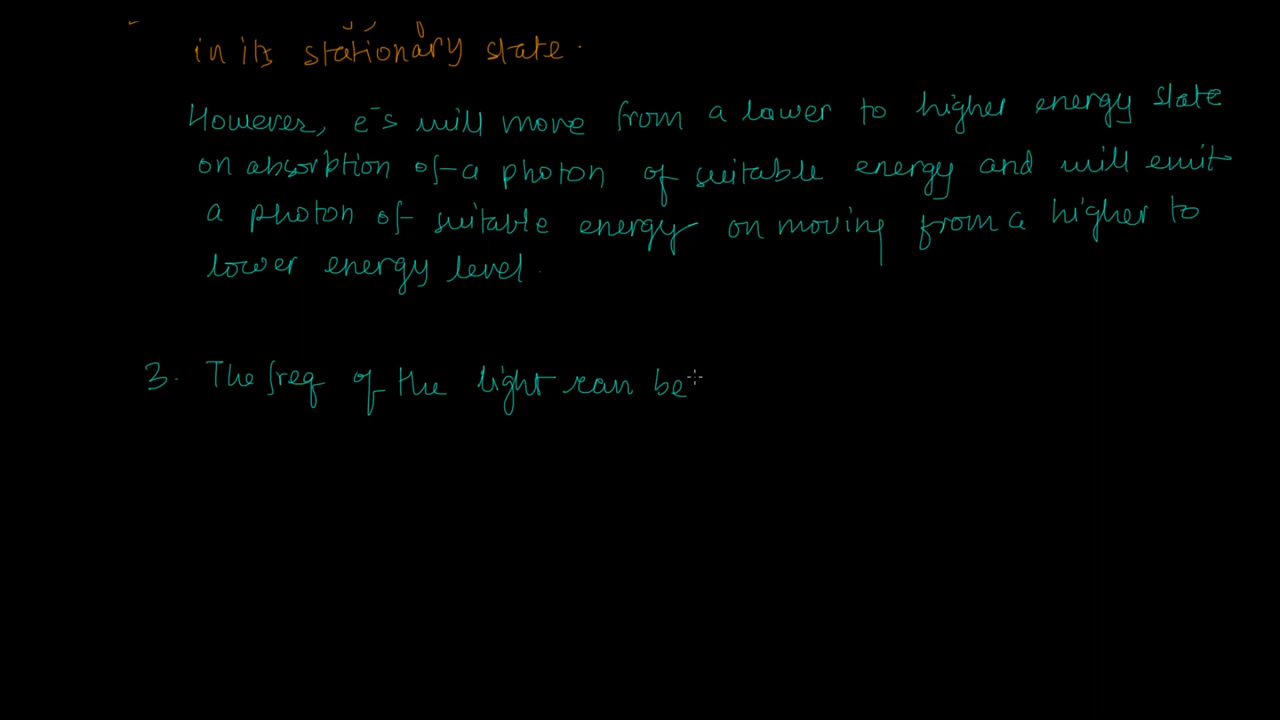 in its stationary state.
However, e-s will move from a lower to higher energy state
on absorption of a photon of suitable energy and will emit
a photon of suitable energy on moving from a higher to
lower energy level.
3. The freq of the light can be